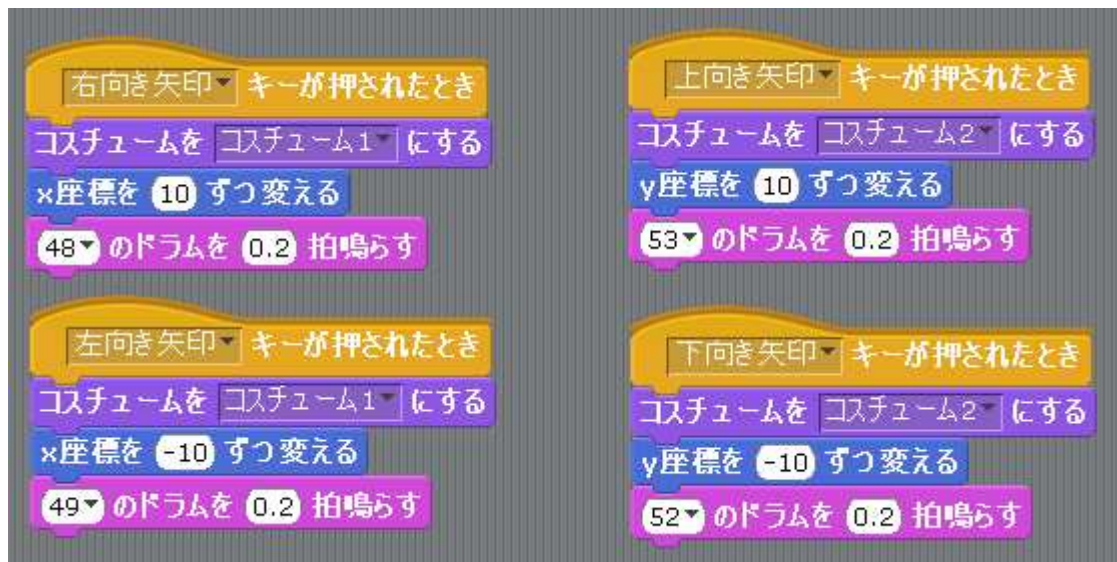 右向き矢印 キーが押されたとき
コスチュームを コスチューム1 にする
x座標を 10 ずつ変える
48 のドラムを 0.2 拍鳴らす
左向き矢印 キーが押されたとき
コスチュームを コスチューム1 にする
x座標を -10 ずつ変える
49 のドラムを 0.2 拍鳴らす
上向き矢印 キーが押されたとき
コスチュームを コスチューム2 にする
y座標を 10 ずつ変える
53 のドラムを 0.2 拍鳴らす
下向き矢印 キーが押されたとき
コスチュームを コスチューム2 にする
y座標を -10 ずつ変える
52 のドラムを 0.2 拍鳴らす